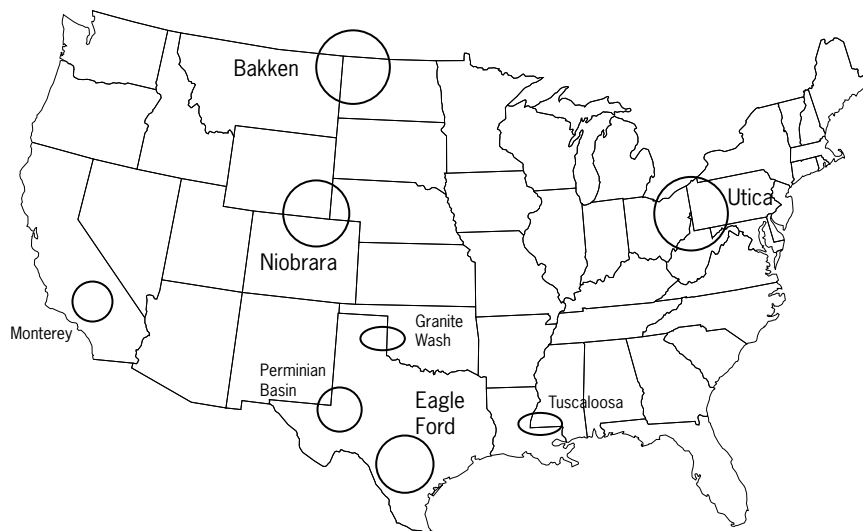 Bakken
Utica
Niobrara
Monterey
Granite
Wash
Perminian
Basin
Eagle
Ford
Tuscaloosa